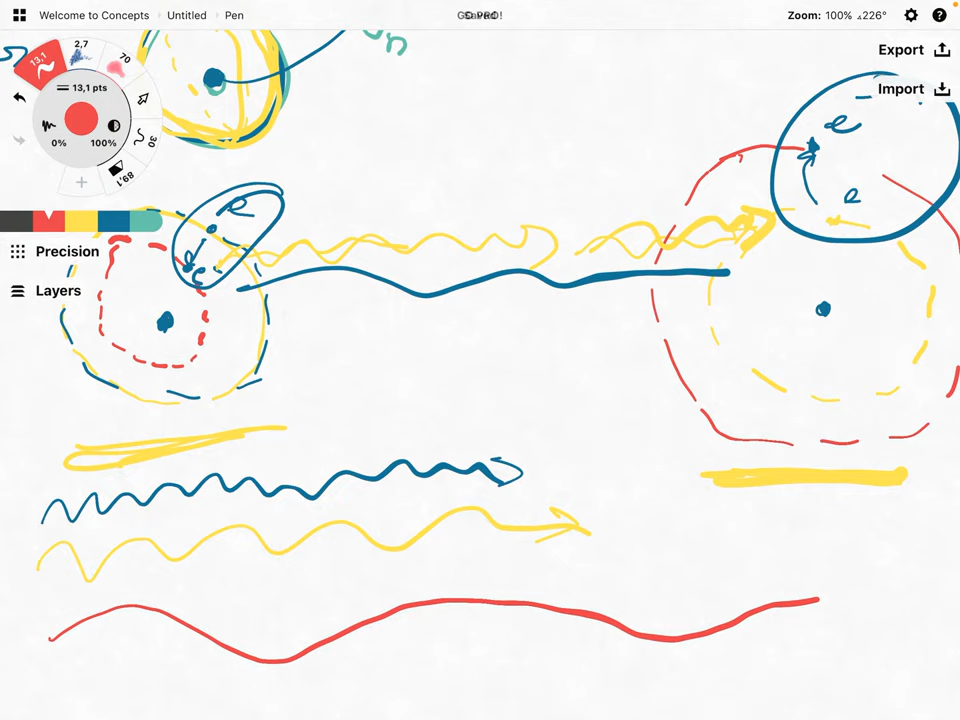 Welcome to Concepts › Untitled › Pen
Zoom: 100% ⊿226°
Export
Import
13,1
2,7
70
30
89,1
13,1 pts
0% 100%
Precision
Layers
n
e
e
e
e